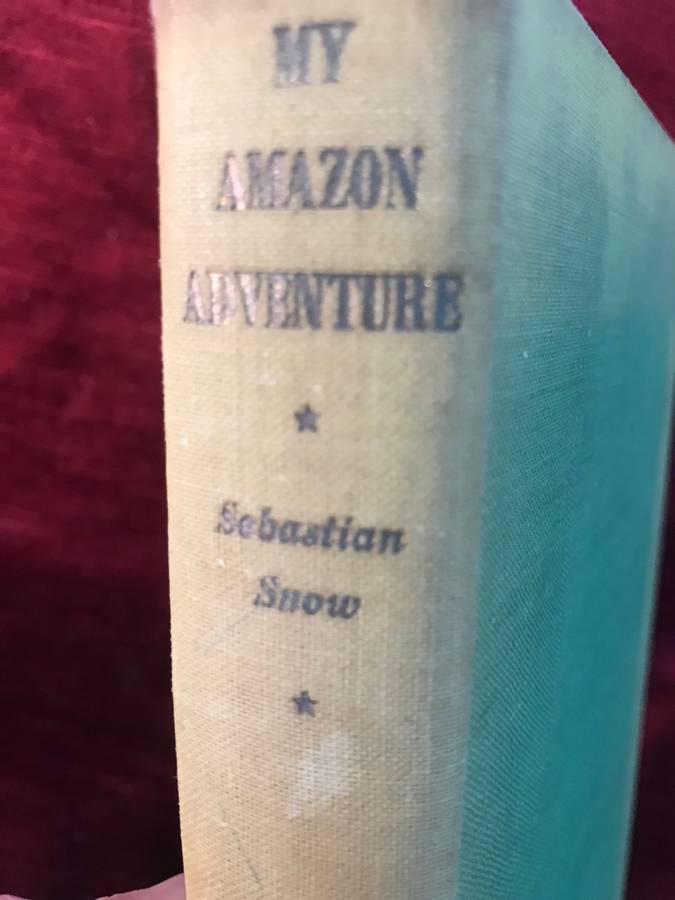 MY
AMAZON
ADVENTURE
★
Sebastian
Snow
★